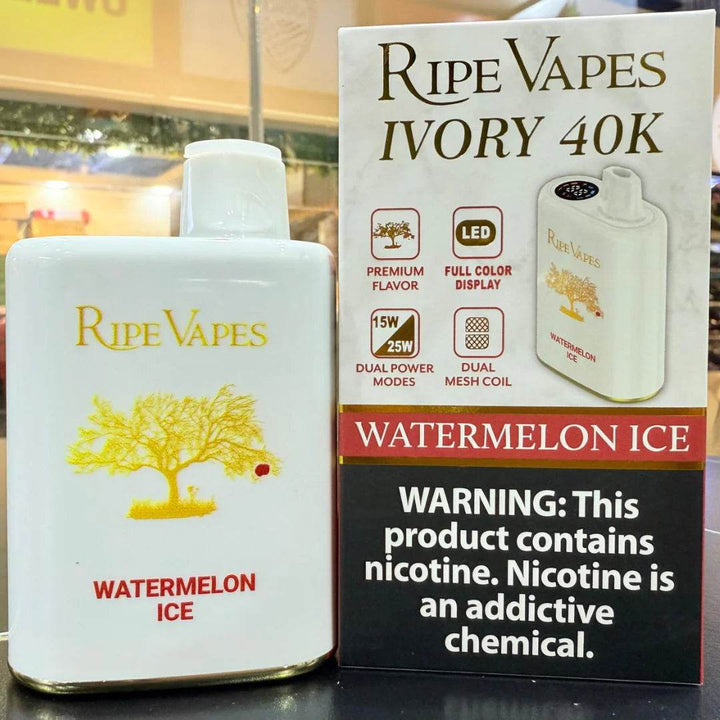 RIPE VAPES
WATERMELON
ICE
RIPE VAPES
IVORY 40K
PREMIUM
FLAVOR
LED
FULL COLOR
DISPLAY
15W
25W
DUAL POWER
MODES
DUAL
MESH COIL
RIPE VAPES
WATERMELON
ICE
WATERMELON ICE
WARNING: This
product contains
nicotine. Nicotine is
an addictive
chemical.